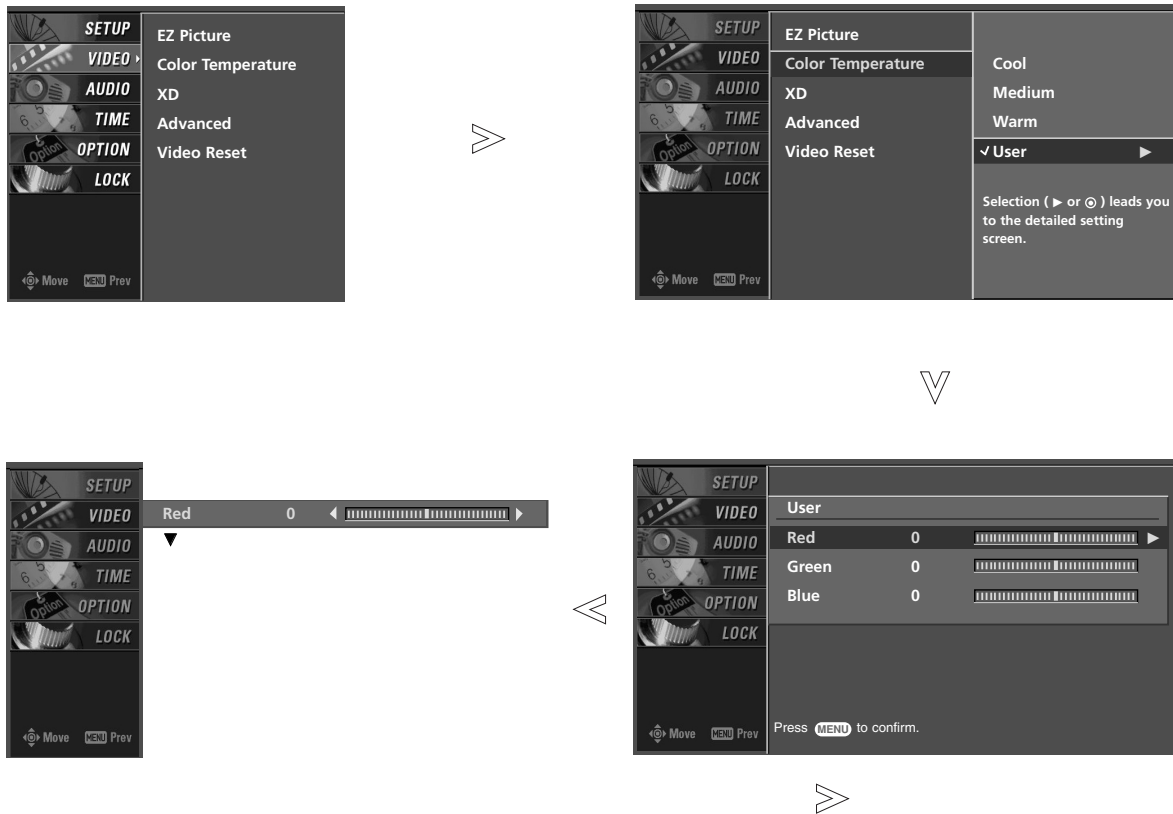 SETUP
VIDEO
AUDIO
TIME
OPTION
LOCK
Move MENU Prev
EZ Picture
Color Temperature
XD
Advanced
Video Reset
SETUP
VIDEO
AUDIO
TIME
OPTION
LOCK
Move MENU Prev
EZ Picture
Color Temperature
XD
Advanced
Video Reset
Cool
Medium
Warm
✓ User ▶
Selection ( ▶ or ◉ ) leads you
to the detailed setting
screen.
SETUP
VIDEO
AUDIO
TIME
OPTION
LOCK
Move MENU Prev
Red 0
SETUP
VIDEO
AUDIO
TIME
OPTION
LOCK
Move MENU Prev
User
Red 0
Green 0
Blue 0
Press MENU to confirm.